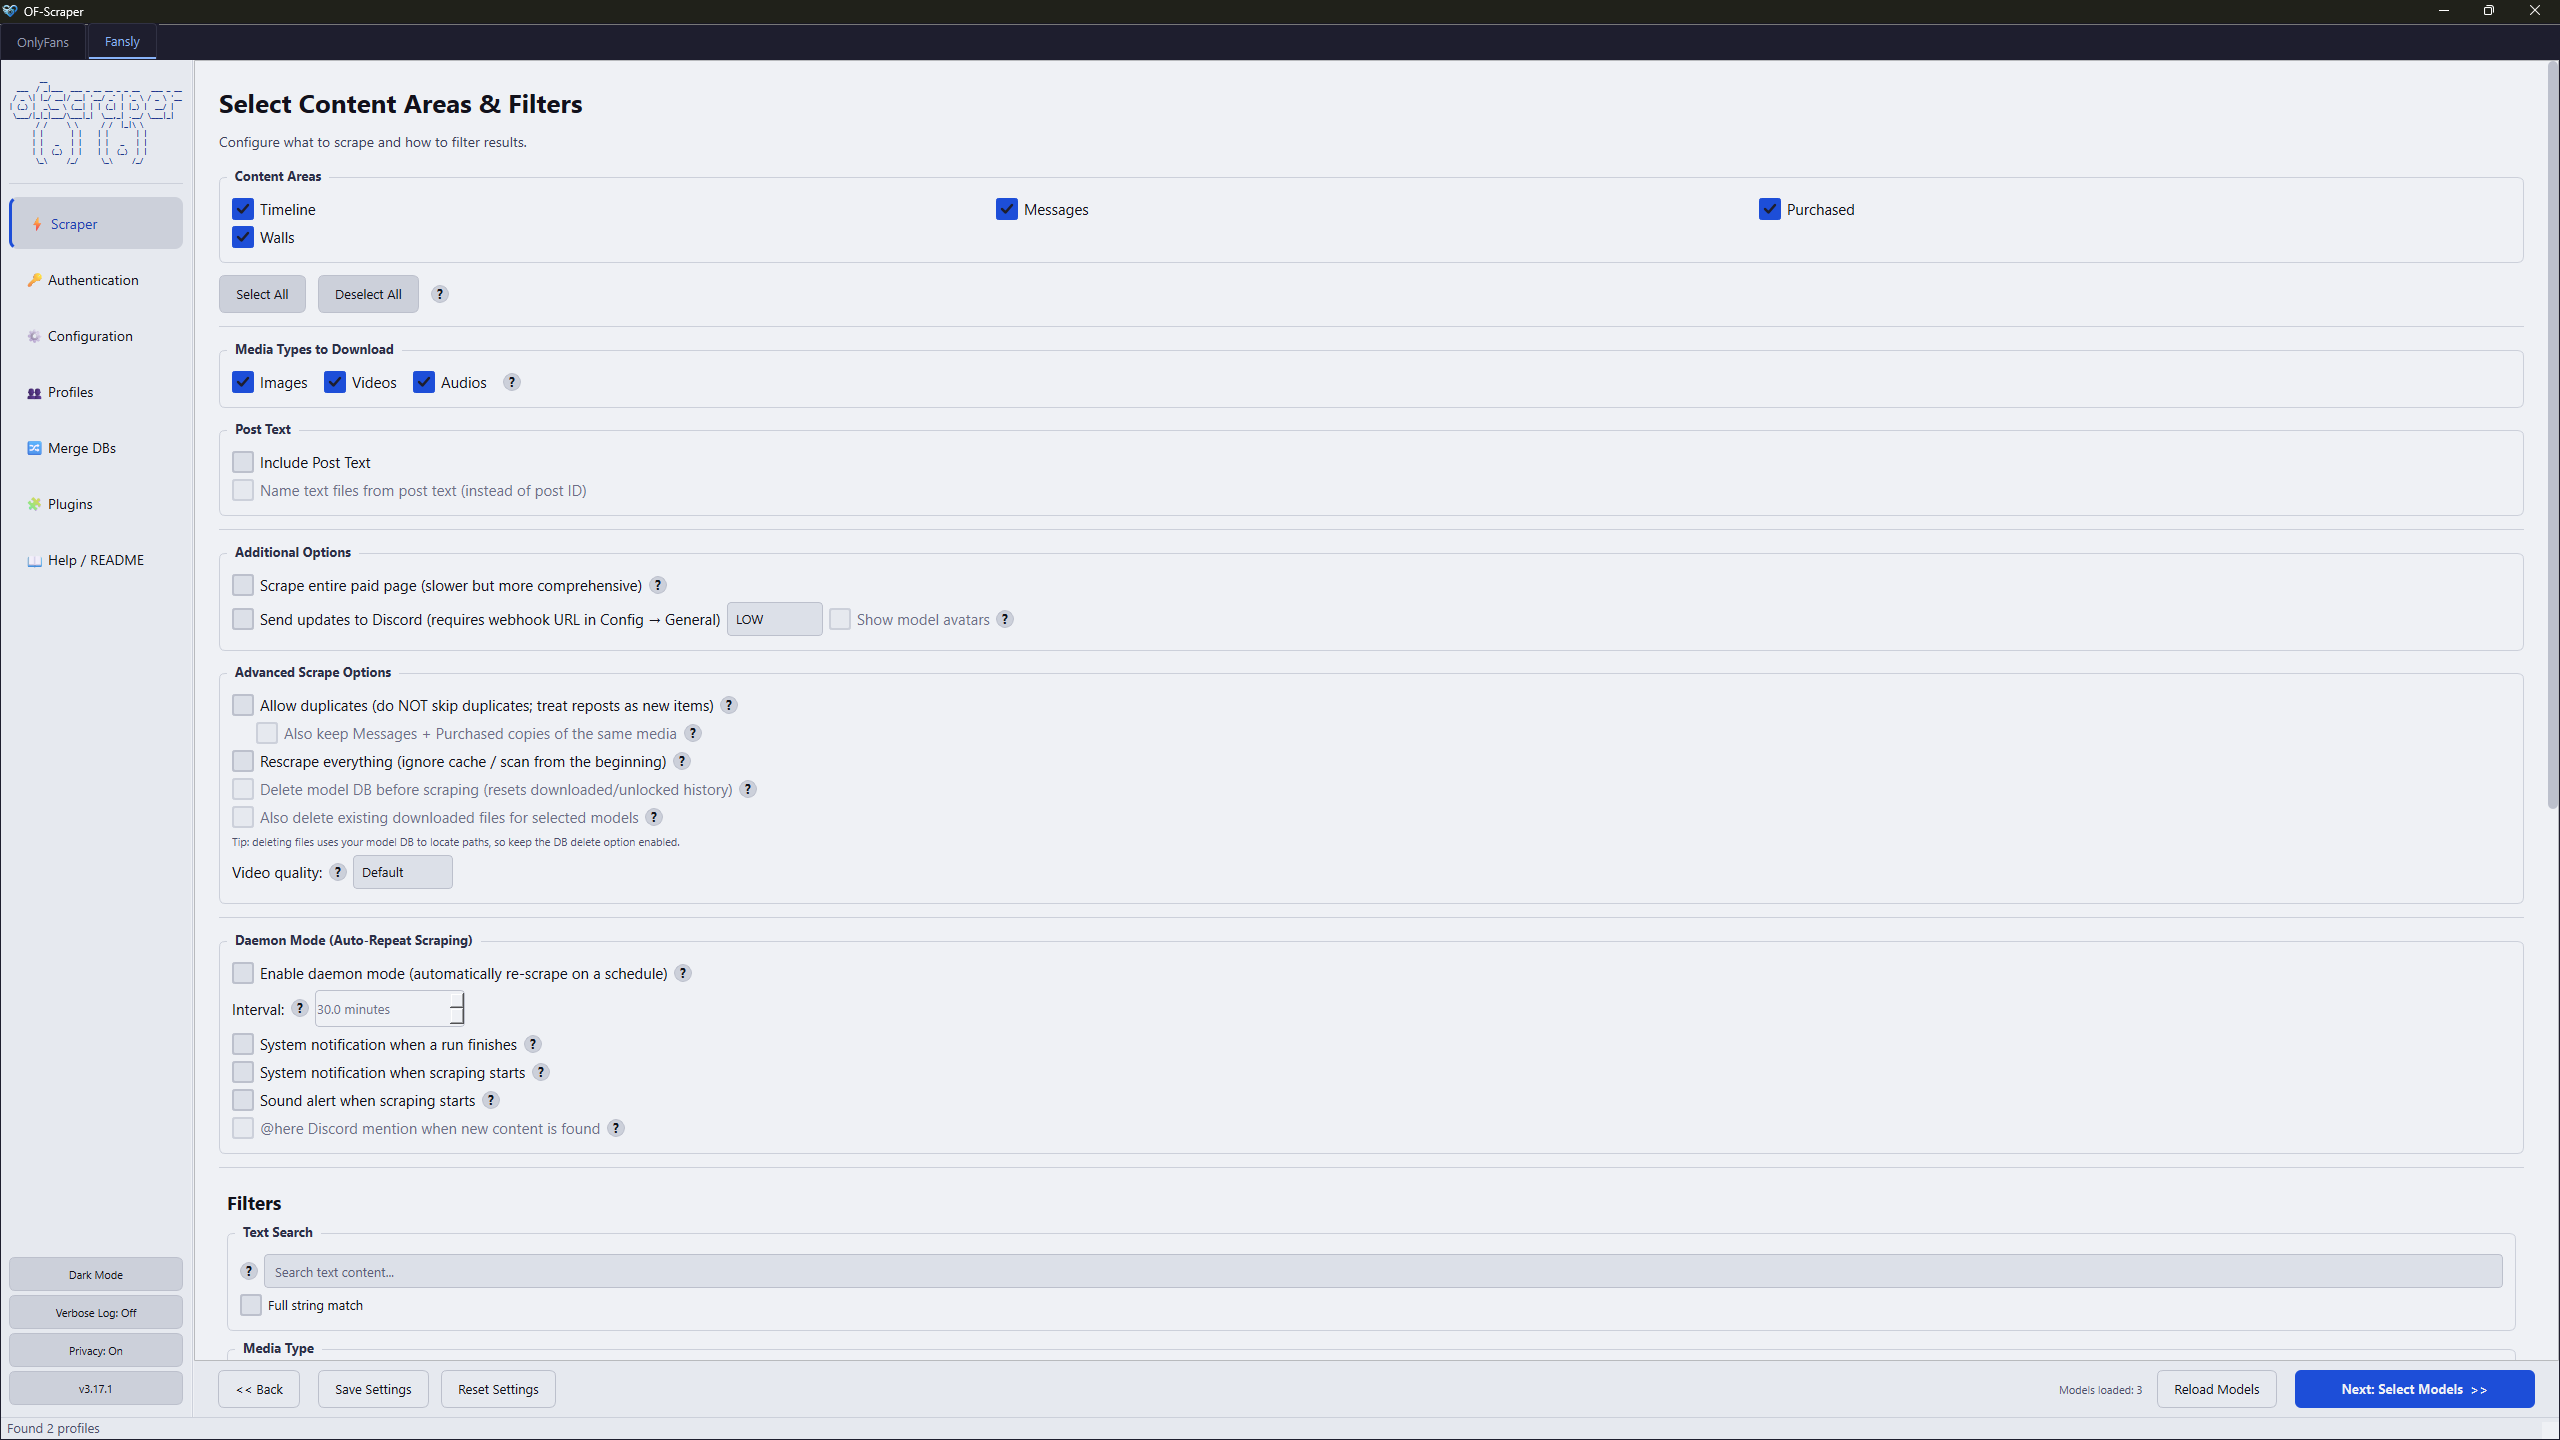 OF-Scraper
OnlyFans
Fansly
Scraper
Authentication
Configuration
Profiles
Merge DBs
Plugins
Help / README
Dark Mode
Verbose Log: Off
Privacy: On
v3.17.1
Select Content Areas & Filters
Configure what to scrape and how to filter results.
Content Areas
Timeline
Messages
Purchased
Walls
Select All
Deselect All
?
Media Types to Download
Images
Videos
Audios
?
Post Text
Include Post Text
Name text files from post text (instead of post ID)
Additional Options
Scrape entire paid page (slower but more comprehensive) ?
Send updates to Discord (requires webhook URL in Config → General) LOW Show model avatars ?
Advanced Scrape Options
Allow duplicates (do NOT skip duplicates; treat reposts as new items) ?
Also keep Messages + Purchased copies of the same media ?
Rescrape everything (ignore cache / scan from the beginning) ?
Delete model DB before scraping (resets downloaded/unlocked history) ?
Also delete existing downloaded files for selected models ?
Tip: deleting files uses your model DB to locate paths, so keep the DB delete option enabled.
Video quality: ? Default
Daemon Mode (Auto-Repeat Scraping)
Enable daemon mode (automatically re-scrape on a schedule) ?
Interval: ? 30.0 minutes
System notification when a run finishes ?
System notification when scraping starts ?
Sound alert when scraping starts ?
@here Discord mention when new content is found ?
Filters
Text Search
? Search text content...
Full string match
Media Type
<< Back
Save Settings
Reset Settings
Models loaded: 3
Reload Models
Next: Select Models >>
Found 2 profiles